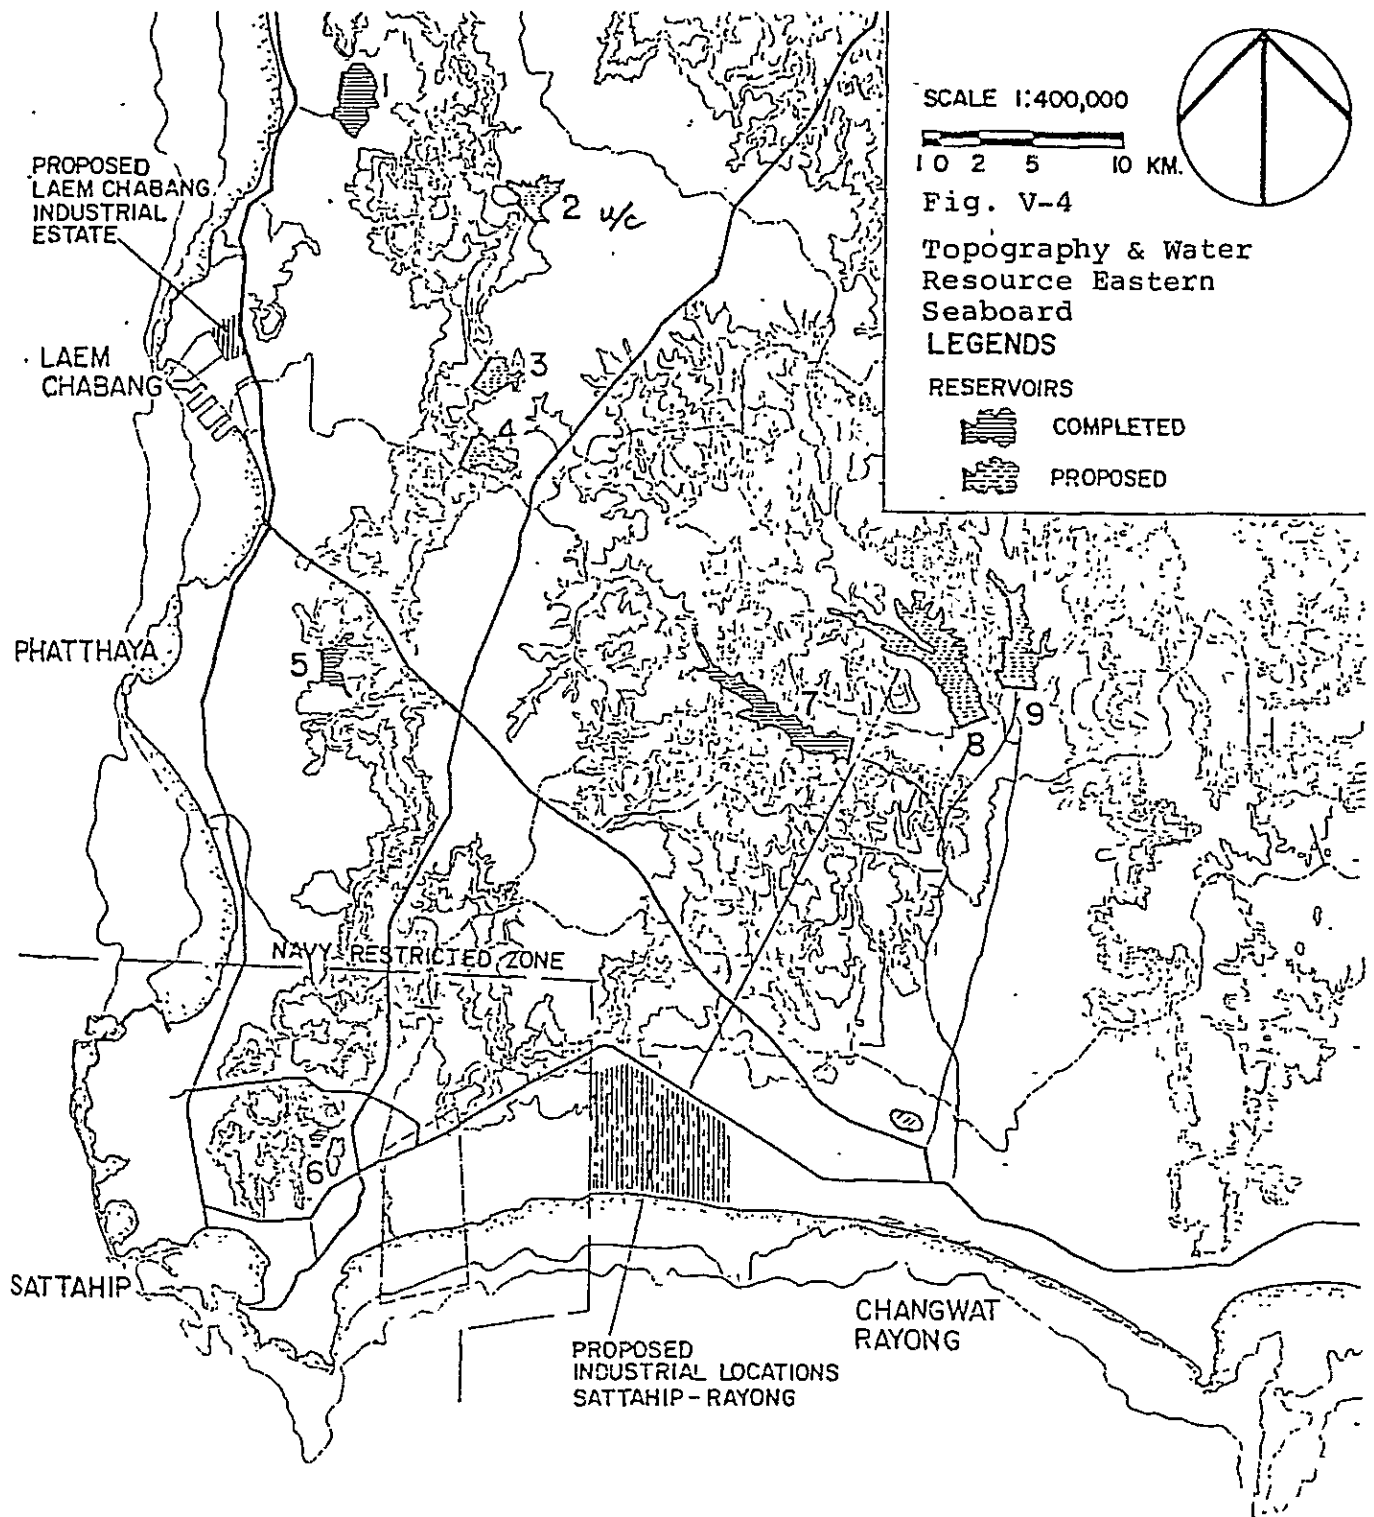 SCALE 1:400,000
1 0 2 5 10 KM.
Fig. V-4
Topography & Water
Resource Eastern
Seaboard
LEGENDS
RESERVOIRS
COMPLETED
PROPOSED
1
PROPOSED
LAEM CHABANG
INDUSTRIAL
ESTATE
2 u/c
LAEM
CHABANG
3
4
PHATTHAYA
5
7
8
9
NAVY RESTRICTED ZONE
6
SATTAHIP
CHANGWAT
RAYONG
PROPOSED
INDUSTRIAL LOCATIONS
SATTAHIP-RAYONG